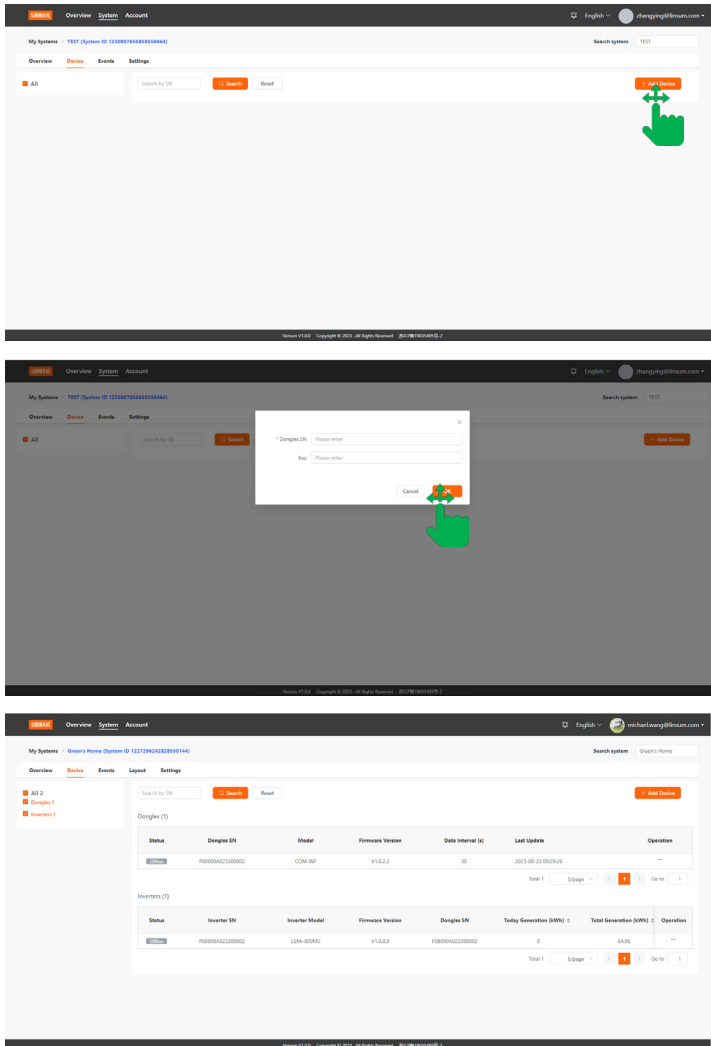 SUNWAVE Overview System Account English zhangying@linsum.com
My Systems > TEST (System ID 1230887656858558464) Search system TEST
Overview Device Events Settings
All Search by SN Search Reset + Add Device
Version V1.0.0 Copyright © 2023 . All Rights Reserved
SUNWAVE Overview System Account English zhangying@linsum.com
My Systems > TEST (System ID 1230887656858558464) Search system TEST
Overview Device Events Settings
All Search by SN Search + Add Device
* Dongles SN Please enter
Key Please enter
Cancel
Version V1.0.0 Copyright © 2023 . All Rights Reserved
SUNWAVE Overview System Account English michael.wang@linsum.com
My Systems > Green's Home (System ID 1227286242828550144) Search system Green's Home
Overview Device Events Layout Settings
All 2 Search by SN Search Reset + Add Device
Dongles 1
Inverters 1
Dongles (1)
Status Dongles SN Model Firmware Version Data Interval [s] Last Update Operation
Offline P09090A023300002 COM-WF V1.0.2.2 30 2023-08-23 09:29:26 ...
Total 1 5/page < 1 > Go to 1
Inverters (1)
Status Inverter SN Inverter Model Firmware Version Dongles SN Today Generation [kWh] Total Generation [kWh] Operation
Offline P09090A023300002 V1.0.0.9 P09090A023300002 0 64.96 ...
Total 1 5/page < 1 > Go to 1
Version V1.0.0 Copyright © 2023 . All Rights Reserved